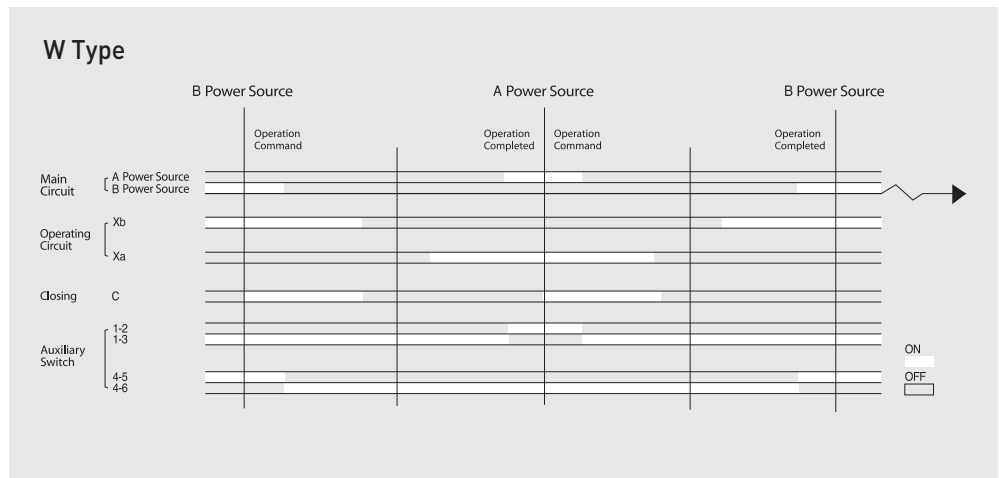 W Type
B Power Source
A Power Source
B Power Source
Operation
Command
Operation
Completed
Operation
Command
Operation
Completed
Main
Circuit
A Power Source
B Power Source
Operating
Circuit
Xb
Xa
Closing
C
Auxiliary
Switch
1-2
1-3
4-5
4-6
ON
OFF